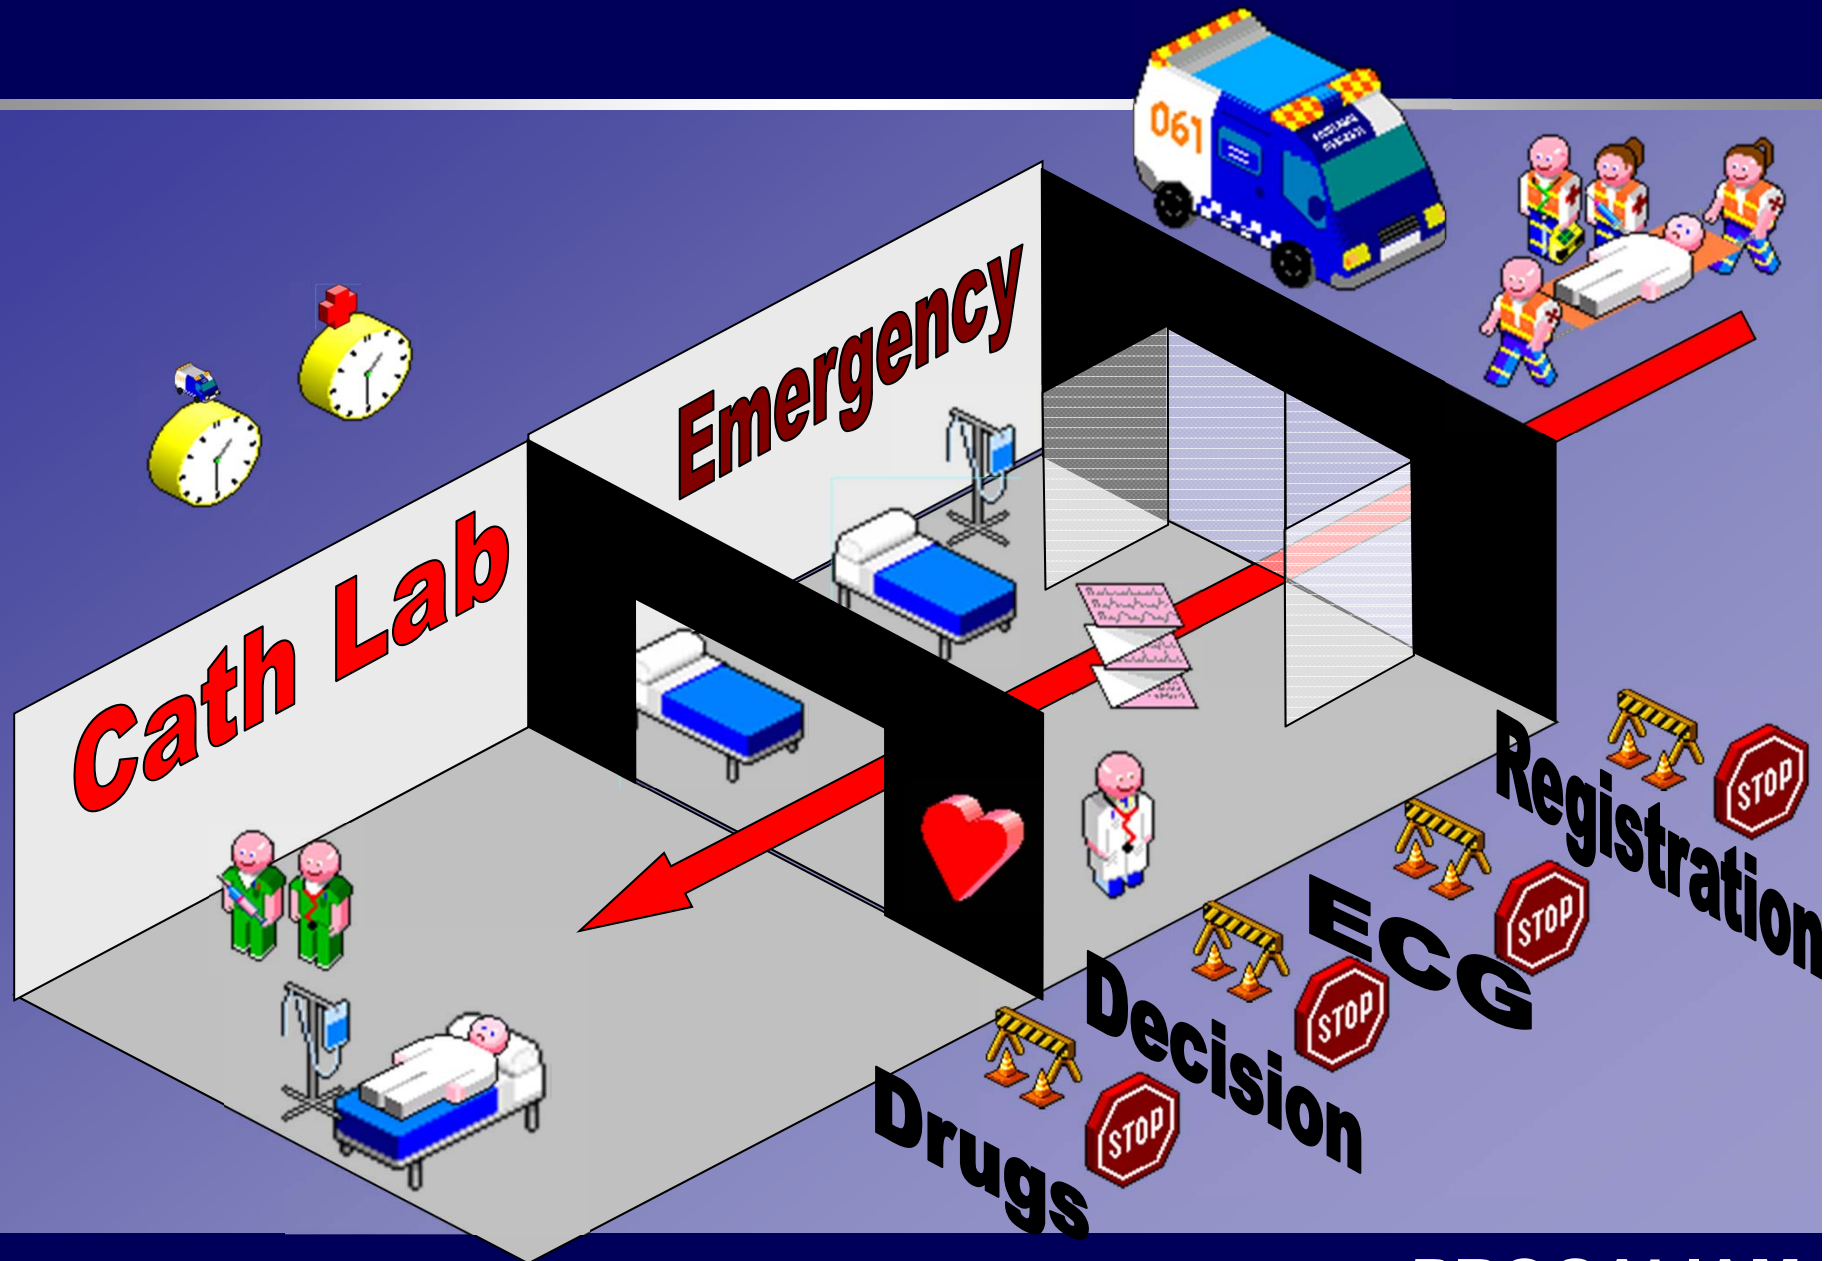 061
Emergency
Cath Lab
Registration
STOP
ECG
STOP
Decision
STOP
Drugs
STOP